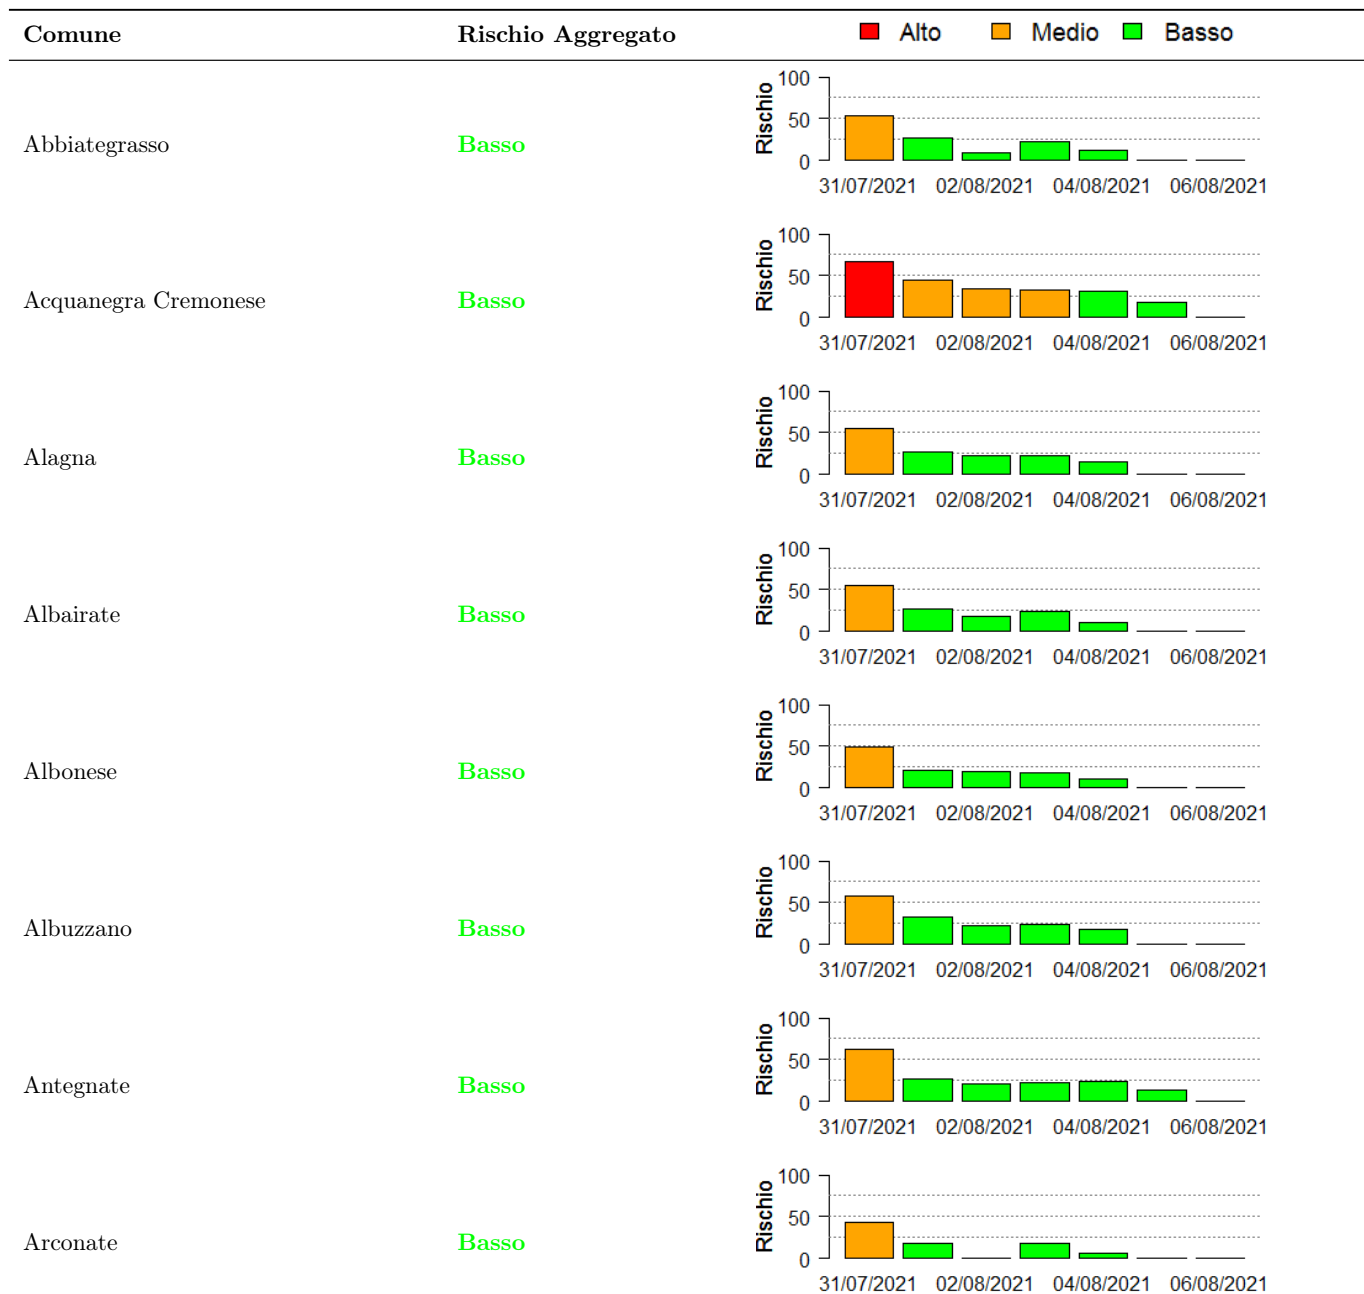 Comune Rischio Aggregato Alto Medio Basso
100
50
0
Rischio
Abbiategrasso Basso
31/07/2021 02/08/2021 04/08/2021 06/08/2021
100
50
0
Rischio
Acquanegra Cremonese Basso
31/07/2021 02/08/2021 04/08/2021 06/08/2021
100
50
0
Rischio
Alagna Basso
31/07/2021 02/08/2021 04/08/2021 06/08/2021
100
50
0
Rischio
Albairate Basso
31/07/2021 02/08/2021 04/08/2021 06/08/2021
100
50
0
Rischio
Albonese Basso
31/07/2021 02/08/2021 04/08/2021 06/08/2021
100
50
0
Rischio
Albuzzano Basso
31/07/2021 02/08/2021 04/08/2021 06/08/2021
100
50
0
Rischio
Antegnate Basso
31/07/2021 02/08/2021 04/08/2021 06/08/2021
100
50
0
Rischio
Arconate Basso
31/07/2021 02/08/2021 04/08/2021 06/08/2021